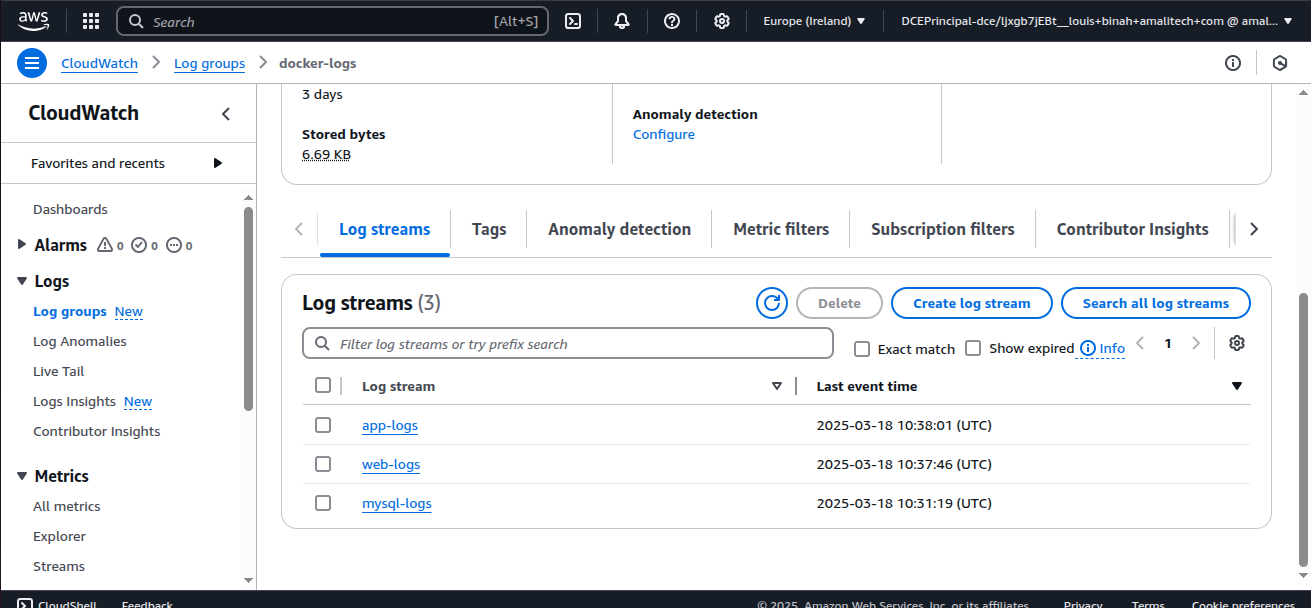 aws Search [Alt+S] Europe (Ireland) DCEPrincipal-dce/ljxgb7jEBt__louis+binah+amalitech+com @ amal...
CloudWatch Log groups docker-logs
CloudWatch
Favorites and recents
Dashboards
Alarms 0 0 0
Logs
Log groups New
Log Anomalies
Live Tail
Logs Insights New
Contributor Insights
Metrics
All metrics
Explorer
Streams
3 days
Stored bytes
6.69 KB
Anomaly detection
Configure
Log streams Tags Anomaly detection Metric filters Subscription filters Contributor Insights
Log streams (3) Delete Create log stream Search all log streams
Filter log streams or try prefix search Exact match Show expired Info 1
Log stream Last event time
app-logs 2025-03-18 10:38:01 (UTC)
web-logs 2025-03-18 10:37:46 (UTC)
mysql-logs 2025-03-18 10:31:19 (UTC)
CloudShell Feedback © 2025, Amazon Web Services, Inc. or its affiliates. Privacy Terms Cookie preferences